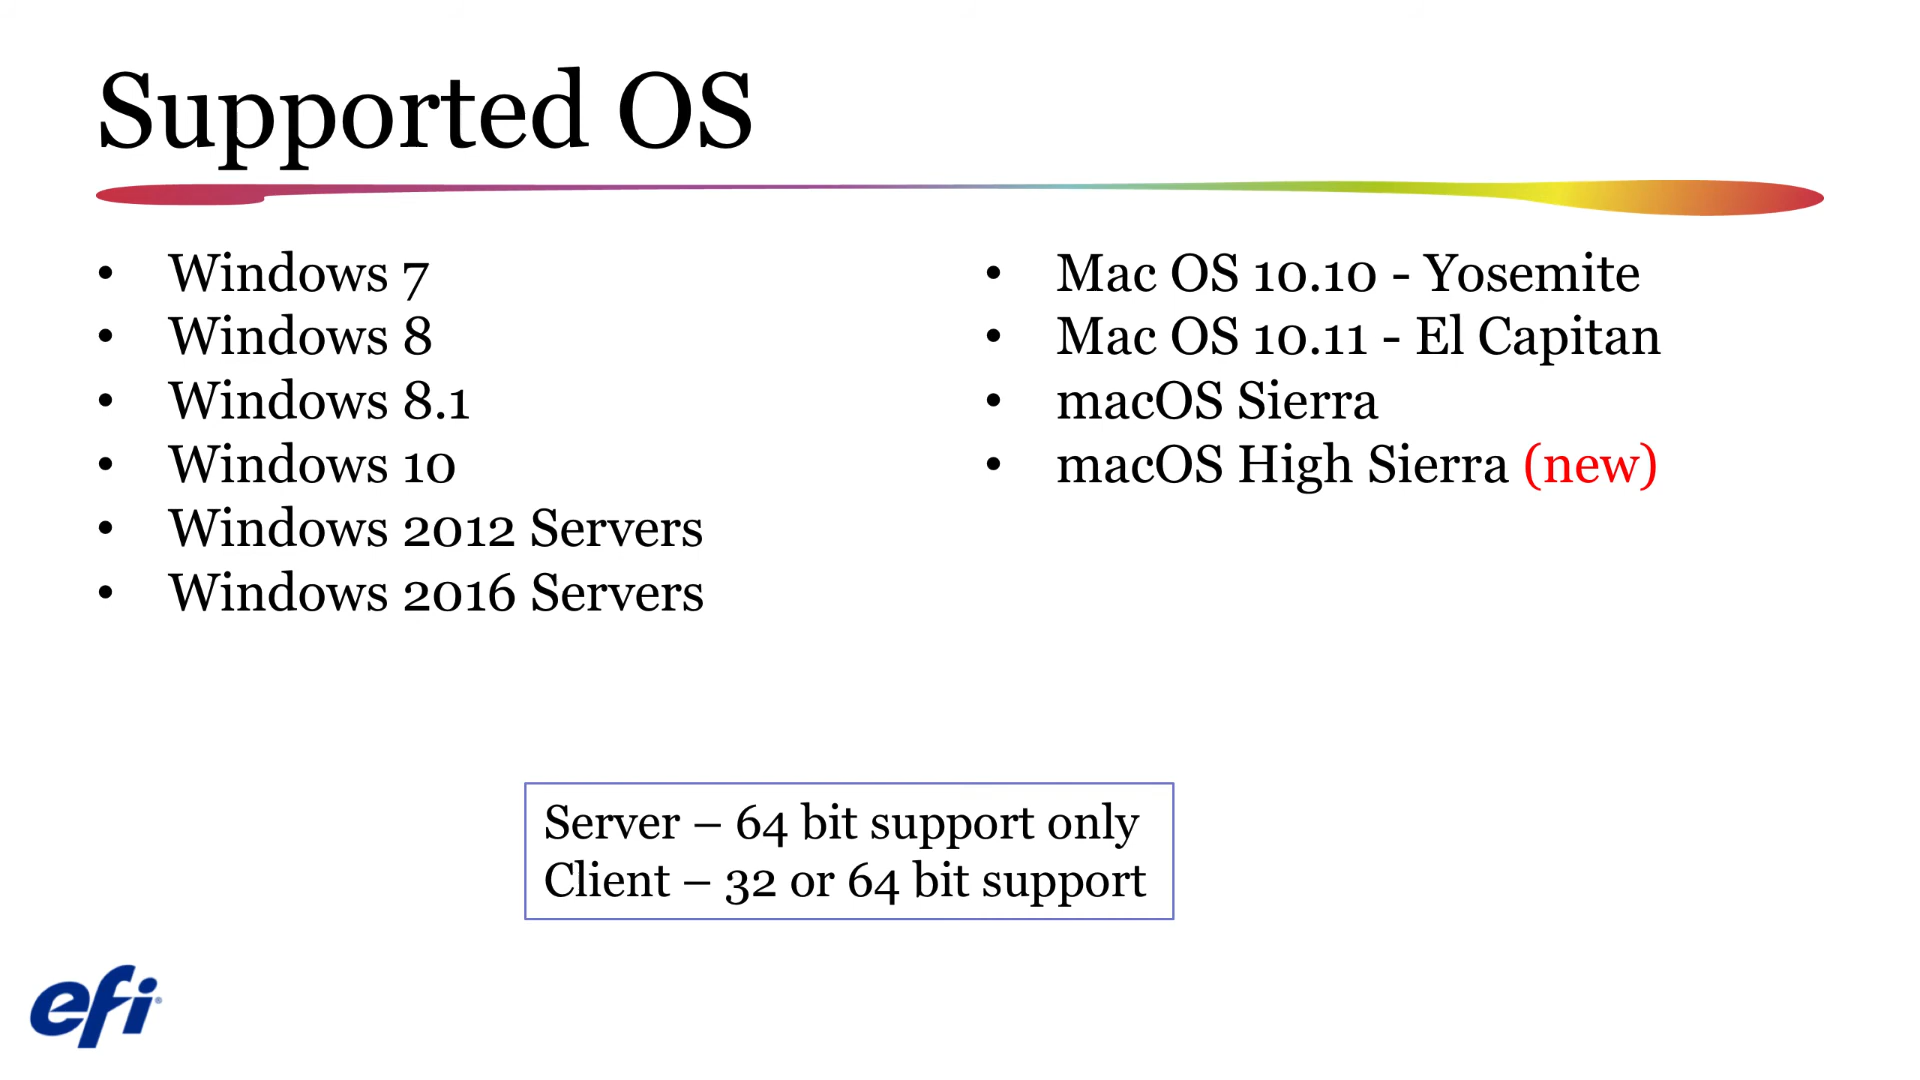 Supported OS
• Windows 7
• Windows 8
• Windows 8.1
• Windows 10
• Windows 2012 Servers
• Windows 2016 Servers
• Mac OS 10.10 - Yosemite
• Mac OS 10.11 - El Capitan
• macOS Sierra
• macOS High Sierra (new)
Server – 64 bit support only
Client – 32 or 64 bit support
efi